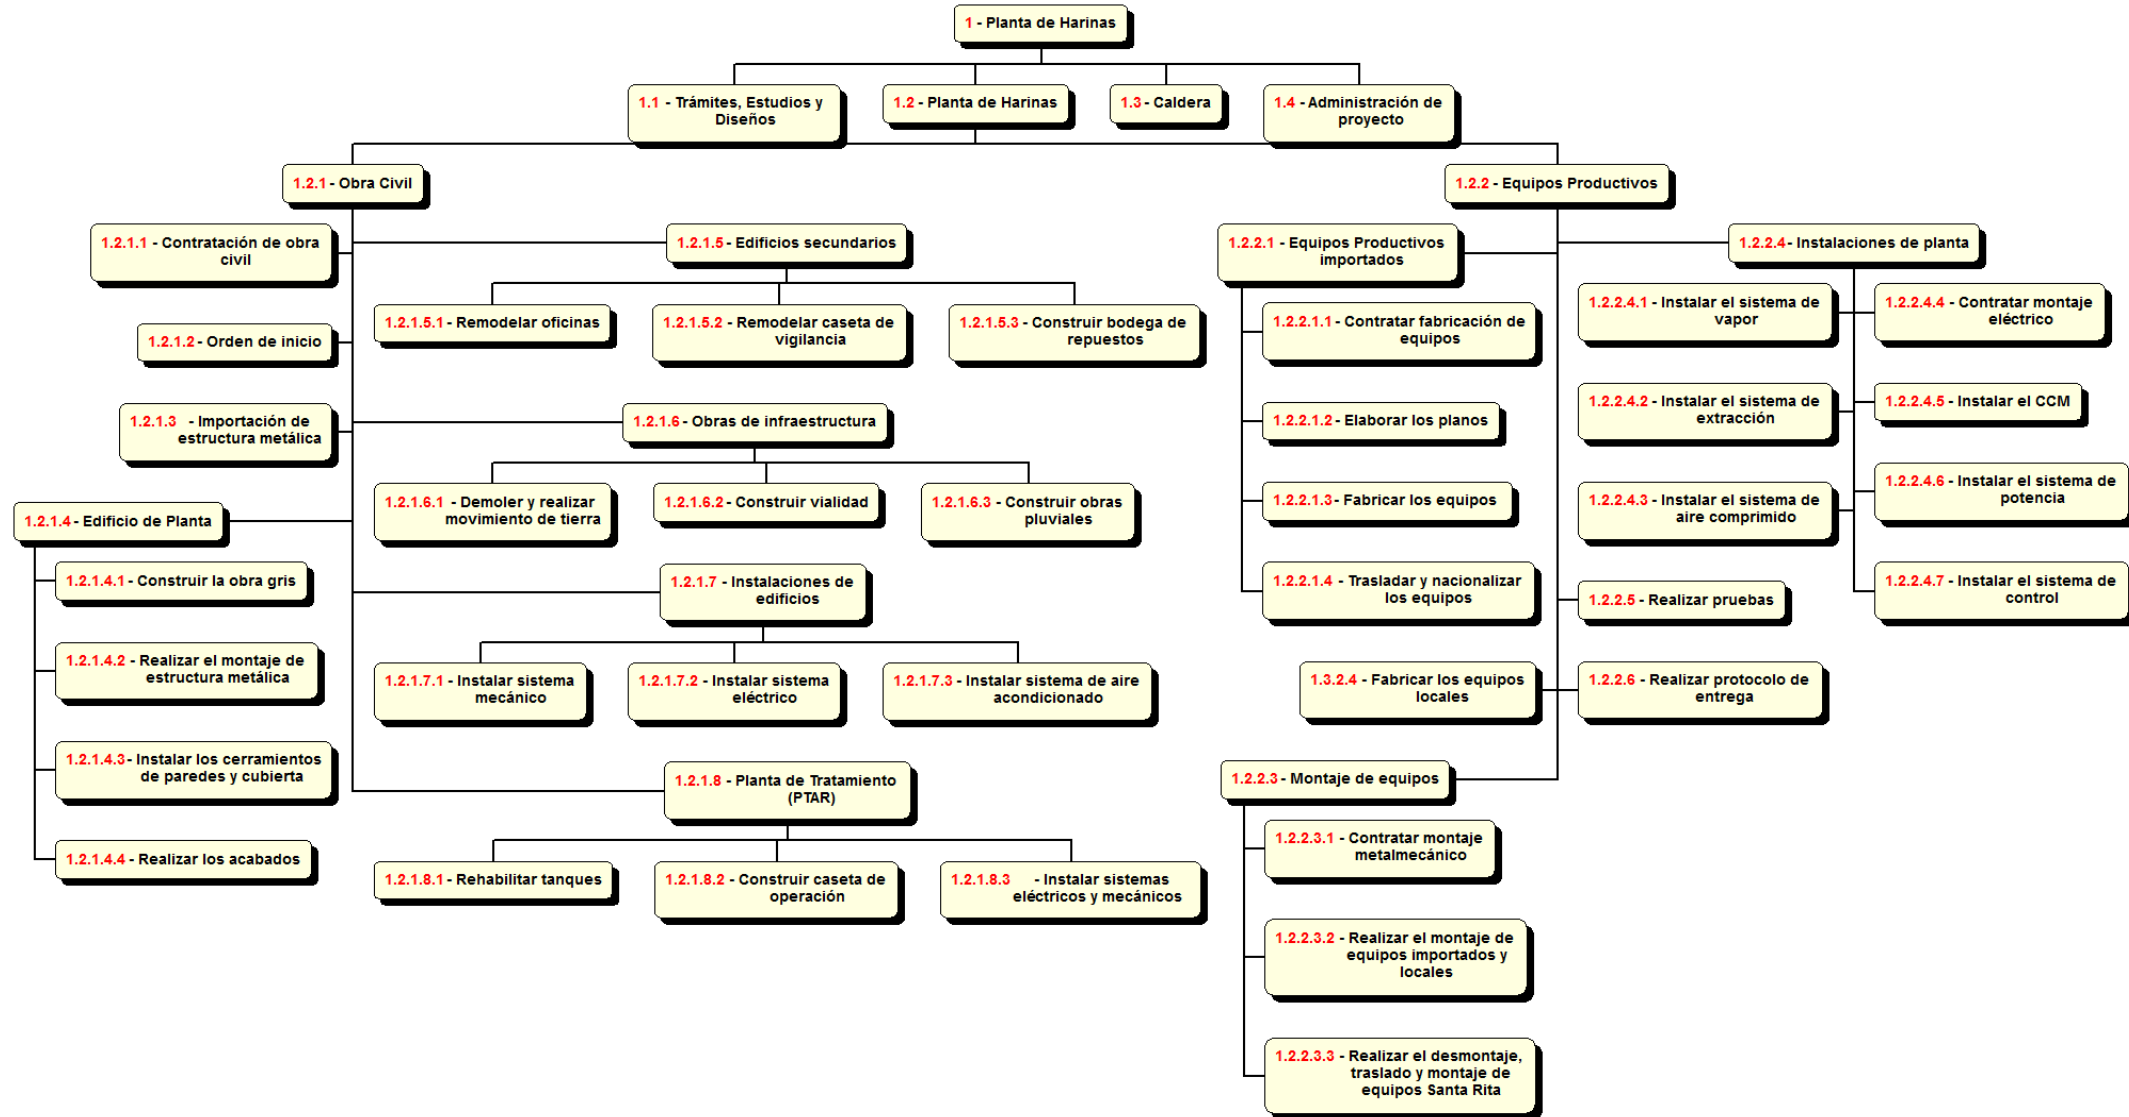 1 - Planta de Harinas
1.1 - Trámites, Estudios y
Diseños
1.2 - Planta de Harinas
1.3 - Caldera
1.4 - Administración de
proyecto
1.2.1 - Obra Civil
1.2.1.1 - Contratación de obra
civil
1.2.1.2 - Orden de inicio
1.2.1.3 - Importación de
estructura metálica
1.2.1.4 - Edificio de Planta
1.2.1.4.1 - Construir la obra gris
1.2.1.4.2 - Realizar el montaje de
estructura metálica
1.2.1.4.3 - Instalar los cerramientos
de paredes y cubierta
1.2.1.4.4 - Realizar los acabados
1.2.1.5 - Edificios secundarios
1.2.1.5.1 - Remodelar oficinas
1.2.1.5.2 - Remodelar caseta de
vigilancia
1.2.1.5.3 - Construir bodega de
repuestos
1.2.1.6 - Obras de infraestructura
1.2.1.6.1 - Demoler y realizar
movimiento de tierra
1.2.1.6.2 - Construir vialidad
1.2.1.6.3 - Construir obras
pluviales
1.2.1.7 - Instalaciones de
edificios
1.2.1.7.1 - Instalar sistema
mecánico
1.2.1.7.2 - Instalar sistema
eléctrico
1.2.1.7.3 - Instalar sistema de aire
acondicionado
1.2.1.8 - Planta de Tratamiento
(PTAR)
1.2.1.8.1 - Rehabilitar tanques
1.2.1.8.2 - Construir caseta de
operación
1.2.1.8.3 - Instalar sistemas
eléctricos y mecánicos
1.2.2 - Equipos Productivos
1.2.2.1 - Equipos Productivos
importados
1.2.2.1.1 - Contratar fabricación de
equipos
1.2.2.1.2 - Elaborar los planos
1.2.2.1.3 - Fabricar los equipos
1.2.2.1.4 - Trasladar y nacionalizar
los equipos
1.3.2.4 - Fabricar los equipos
locales
1.2.2.3 - Montaje de equipos
1.2.2.3.1 - Contratar montaje
metalmecánico
1.2.2.3.2 - Realizar el montaje de
equipos importados y
locales
1.2.2.3.3 - Realizar el desmontaje,
traslado y montaje de
equipos Santa Rita
1.2.2.4 - Instalaciones de planta
1.2.2.4.1 - Instalar el sistema de
vapor
1.2.2.4.2 - Instalar el sistema de
extracción
1.2.2.4.3 - Instalar el sistema de
aire comprimido
1.2.2.4.4 - Contratar montaje
eléctrico
1.2.2.4.5 - Instalar el CCM
1.2.2.4.6 - Instalar el sistema de
potencia
1.2.2.4.7 - Instalar el sistema de
control
1.2.2.5 - Realizar pruebas
1.2.2.6 - Realizar protocolo de
entrega